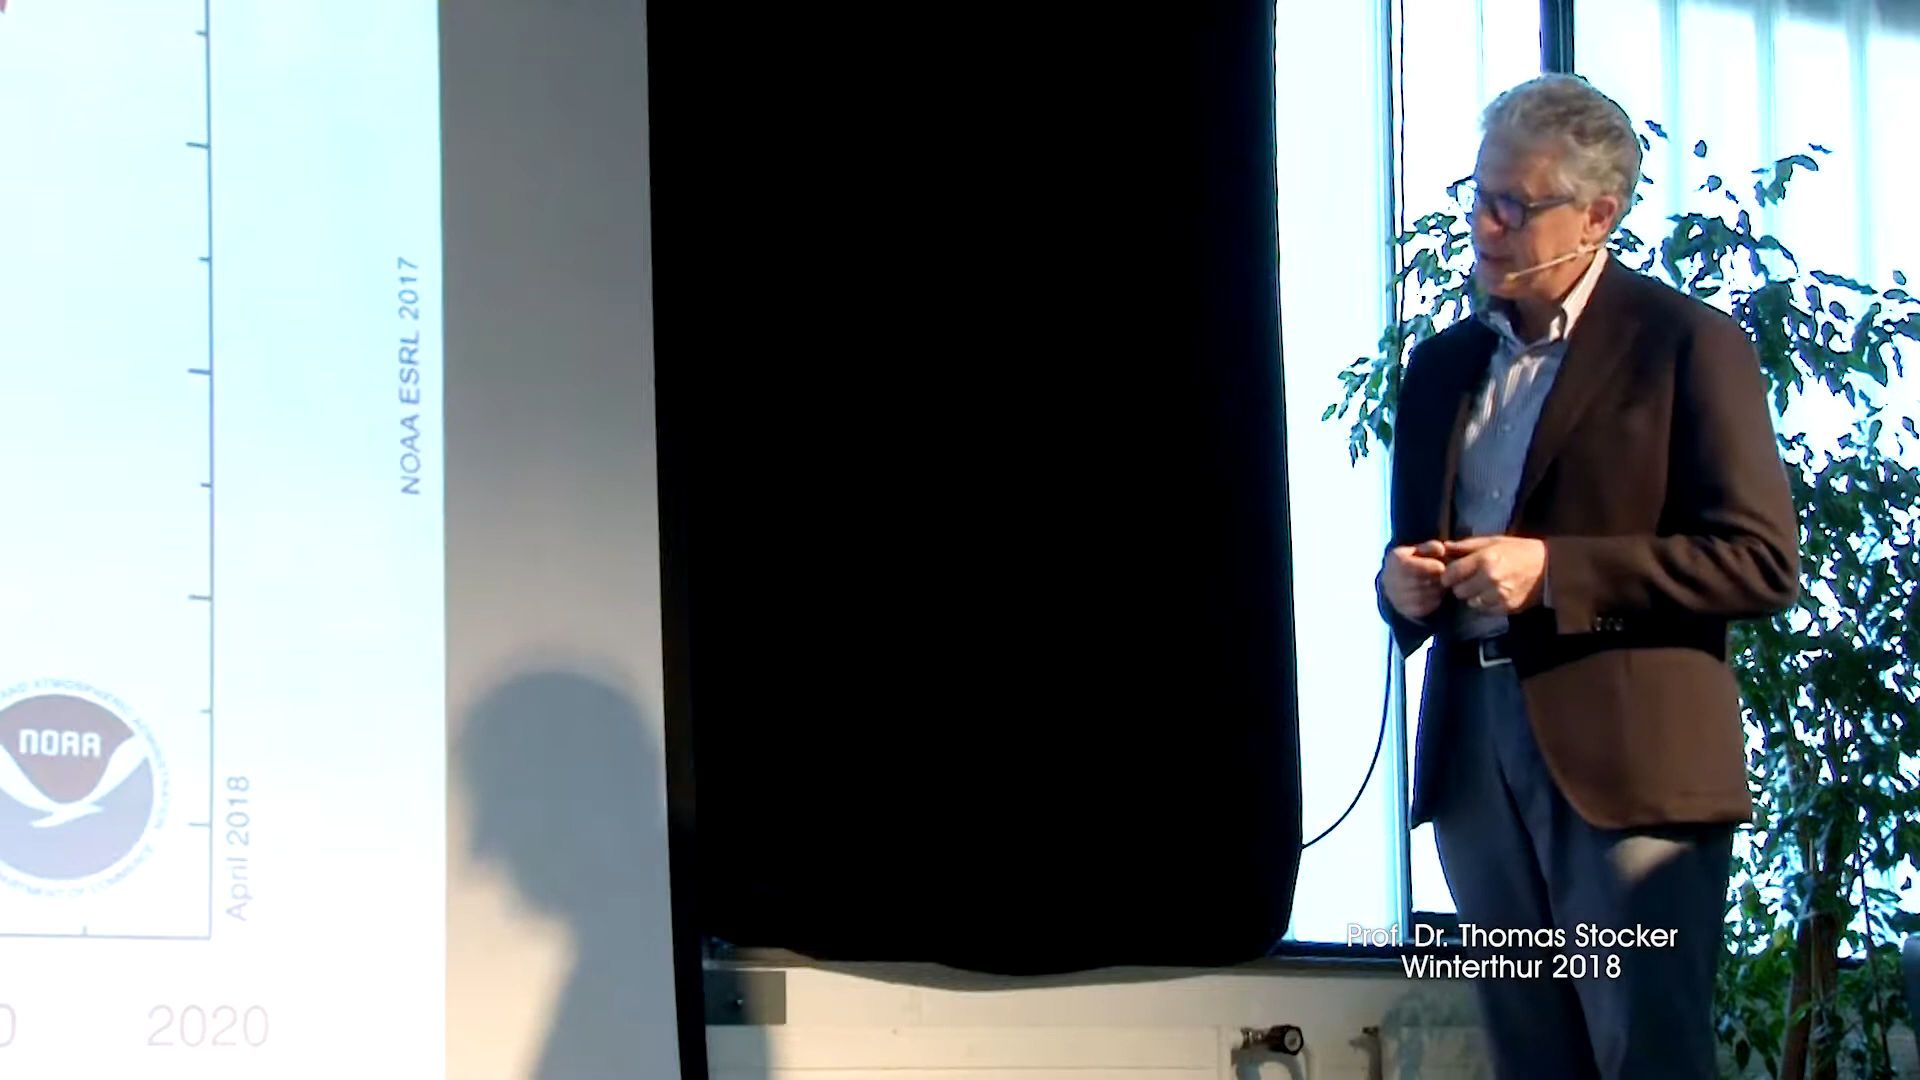 NOAA ESRL 2017
NOAA
April 2018
2020
Prof. Dr. Thomas Stocker
Winterthur 2018